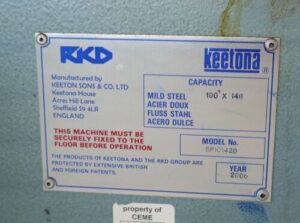 RKD
keetona ®
Manufactured by
KEETON SONS & CO. LTD
Keetona House
Acres Hill Lane
Sheffield S9 4LR
ENGLAND
THIS MACHINE MUST BE
SECURELY FIXED TO THE
FLOOR BEFORE OPERATION
CAPACITY
MILD STEEL
ACIER DOUX
FLUSS STAHL
ACERO DULCE
MODEL No.
YEAR
2006
THE PRODUCTS OF KEETONA AND THE RKD GROUP ARE
PROTECTED BY EXTENSIVE BRITISH
AND FOREIGN PATENTS.
property of
CEME